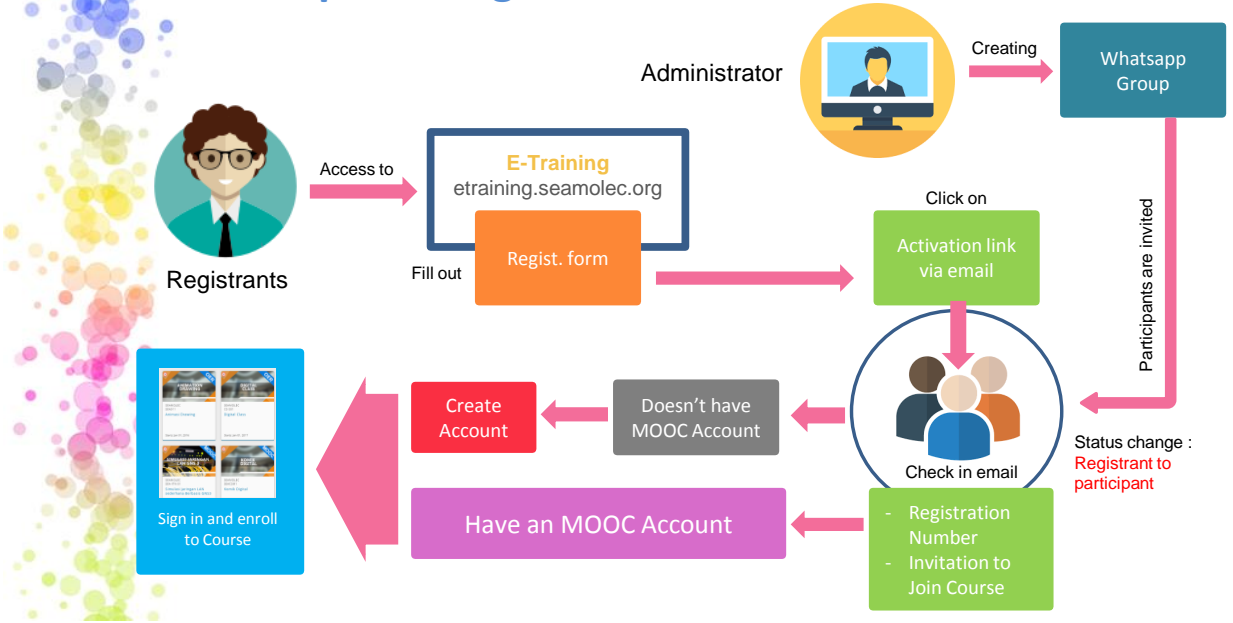 Administrator
Creating
Whatsapp
Group
Access to
E-Training
etraining.seamolec.org
Regist. form
Fill out
Registrants
Click on
Activation link
via email
Participants are invited
Check in email
Status change :
Registrant to
participant
- Registration
Number
- Invitation to
Join Course
Doesn't have
MOOC Account
Create
Account
Have an MOOC Account
Sign in and enroll
to Course